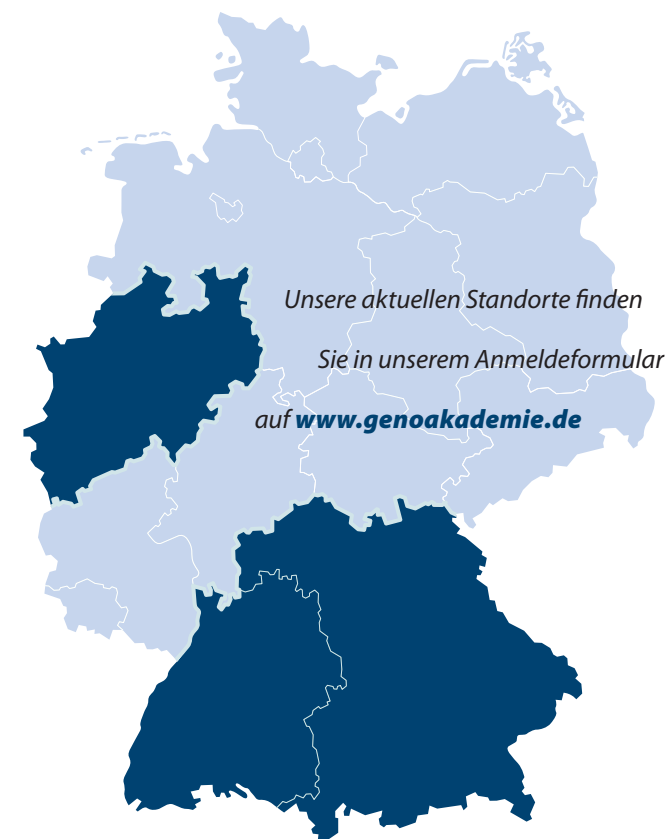 Unsere aktuellen Standorte finden
Sie in unserem Anmeldeformular
auf www.genoakademie.de